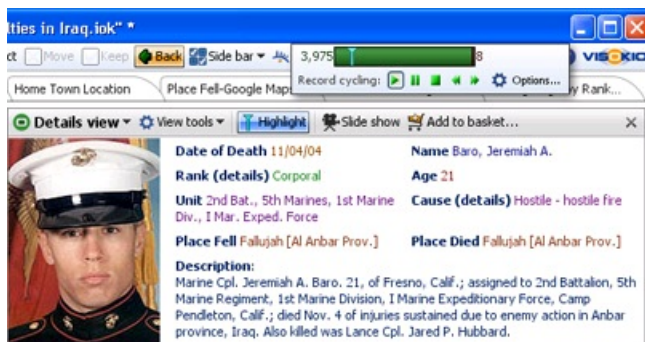 lties in Iraq.iok" *
ct Move Keep Back Side bar
3,975 8
Record cycling: Options...
VISOKIO
Home Town Location Place Fell-Google Map y Rank...
Details view View tools Highlight Slide show Add to basket...
Date of Death 11/04/04 Name Baro, Jeremiah A.
Rank (details) Corporal Age 21
Unit 2nd Bat., 5th Marines, 1st Marine Cause (details) Hostile - hostile fire
Div., I Mar. Exped. Force
Place Fell Fallujah [Al Anbar Prov.] Place Died Fallujah [Al Anbar Prov.]
Description:
Marine Cpl. Jeremiah A. Baro. 21, of Fresno, Calif.; assigned to 2nd Battalion, 5th
Marine Regiment, 1st Marine Division, I Marine Expeditionary Force, Camp
Pendleton, Calif.; died Nov. 4 of injuries sustained due to enemy action in Anbar
province, Iraq. Also killed was Lance Cpl. Jared P. Hubbard.